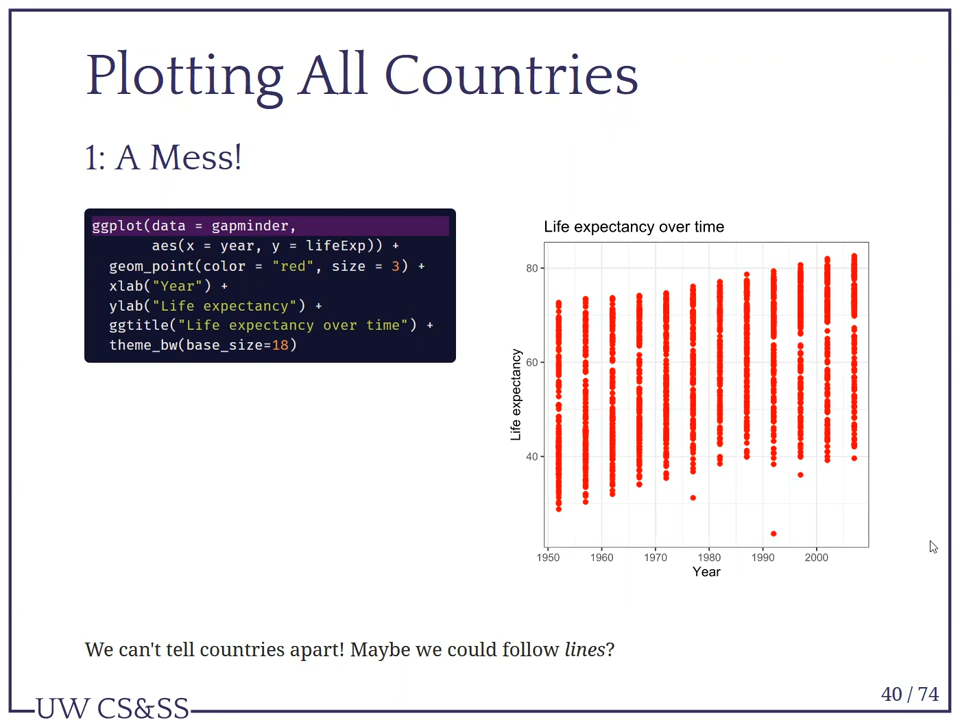 Plotting All Countries
1: A Mess!
ggplot(data = gapminder,
aes(x = year, y = lifeExp)) +
geom_point(color = "red", size = 3) +
xlab("Year") +
ylab("Life expectancy") +
ggtitle("Life expectancy over time") +
theme_bw(base_size=18)
Life expectancy over time
80
60
40
Life expectancy
1950 1960 1970 1980 1990 2000
Year
We can't tell countries apart! Maybe we could follow lines?
40 / 74
UW CS&SS